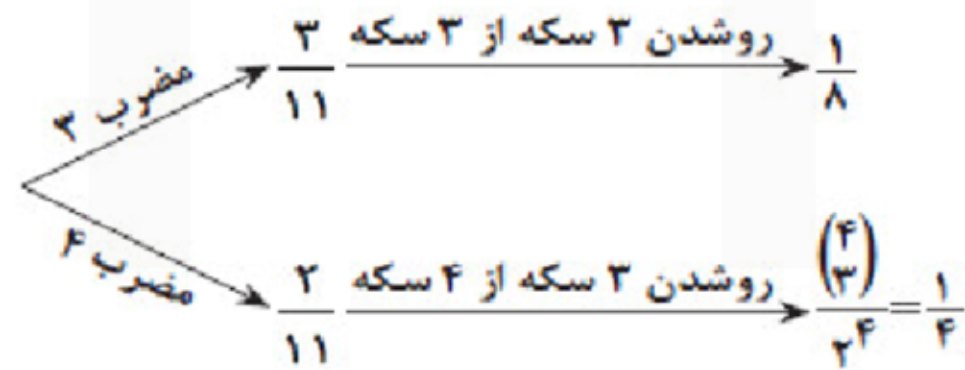 مضرب ۳
۳/۱۱
روشدن ۳ سکه از ۳ سکه
۱/۸
مضرب ۴
۲/۱۱
روشدن ۳ سکه از ۴ سکه
(۴ ۳)/۲^۴ = ۱/۴